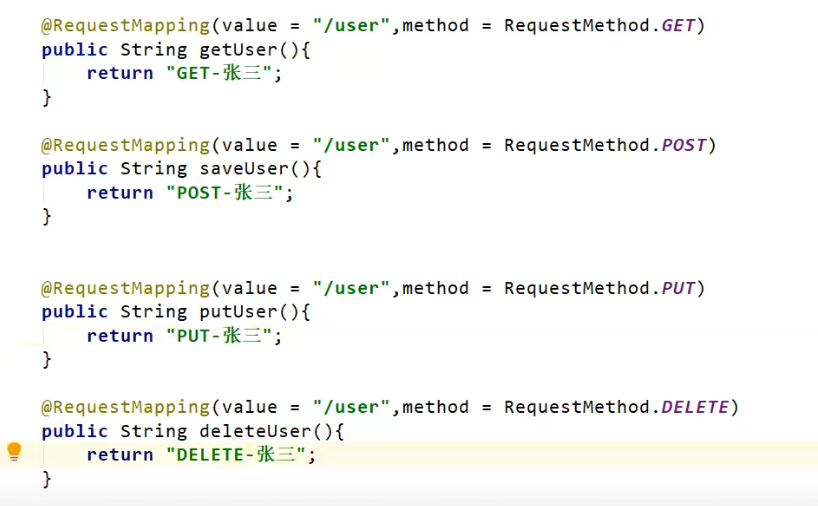 @RequestMapping(value = "/user",method = RequestMethod.GET)
public String getUser(){
return "GET-张三";
}
@RequestMapping(value = "/user",method = RequestMethod.POST)
public String saveUser(){
return "POST-张三";
}
@RequestMapping(value = "/user",method = RequestMethod.PUT)
public String putUser(){
return "PUT-张三";
}
@RequestMapping(value = "/user",method = RequestMethod.DELETE)
public String deleteUser(){
return "DELETE-张三";
}